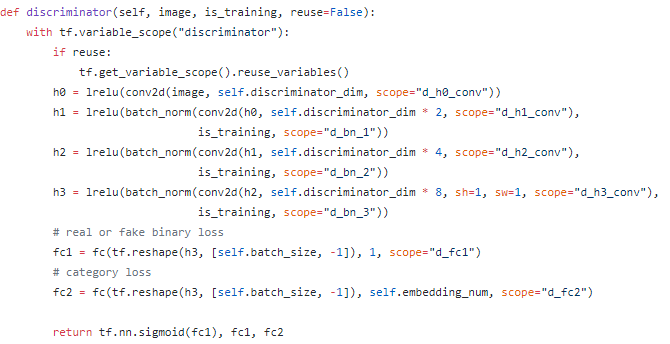 def discriminator(self, image, is_training, reuse=False):
    with tf.variable_scope("discriminator"):
        if reuse:
            tf.get_variable_scope().reuse_variables()
        h0 = lrelu(conv2d(image, self.discriminator_dim, scope="d_h0_conv"))
        h1 = lrelu(batch_norm(conv2d(h0, self.discriminator_dim * 2, scope="d_h1_conv"),
                              is_training, scope="d_bn_1"))
        h2 = lrelu(batch_norm(conv2d(h1, self.discriminator_dim * 4, scope="d_h2_conv"),
                              is_training, scope="d_bn_2"))
        h3 = lrelu(batch_norm(conv2d(h2, self.discriminator_dim * 8, sh=1, sw=1, scope="d_h3_conv"),
                              is_training, scope="d_bn_3"))
        # real or fake binary loss
        fc1 = fc(tf.reshape(h3, [self.batch_size, -1]), 1, scope="d_fc1")
        # category loss
        fc2 = fc(tf.reshape(h3, [self.batch_size, -1]), self.embedding_num, scope="d_fc2")

        return tf.nn.sigmoid(fc1), fc1, fc2